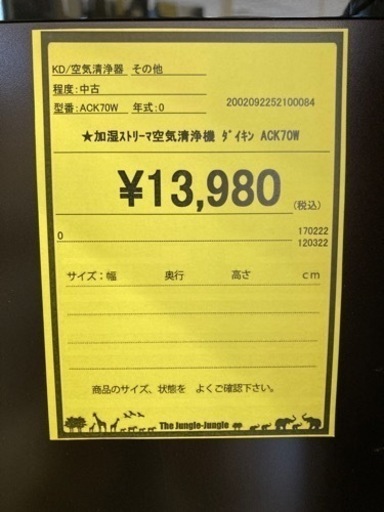 KD/空気清浄器 その他
程度:中古
型番:ACK70W 年式:0
2002092252100084
★加湿ｽﾄﾘｰﾏ空気清浄機 ﾀﾞｲｷﾝ ACK70W
¥13,980(税込)
0
170222
120322
サイズ:幅 奥行 高さ cm
商品のサイズ、状態を よくご確認下さい。
The Jungle-Jungle